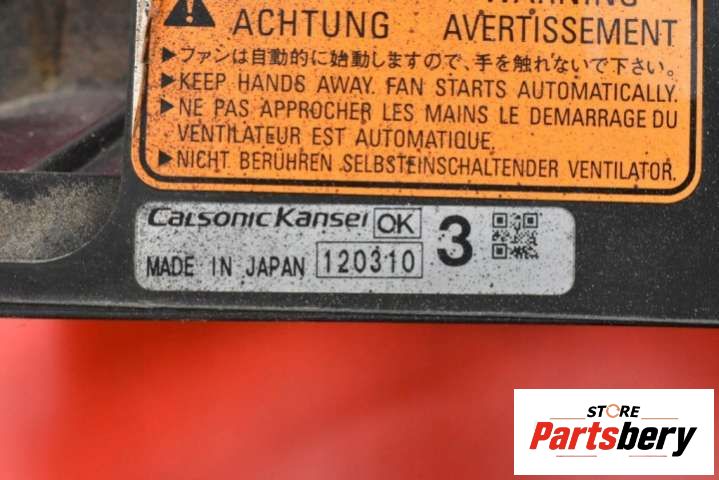 WARNING
ACHTUNG AVERTISSEMENT
▶ファンは自動的に始動しますので、手を触れないで下さい。
▶KEEP HANDS AWAY. FAN STARTS AUTOMATICALLY.
▶NE PAS APPROCHER LES MAINS LE DEMARRAGE DU
VENTILATEUR EST AUTOMATIQUE.
▶NICHT BERÜHREN SELBSTEINSCHALTENDER VENTILATOR.
CALSONIC KANSEI OK 3
MADE IN JAPAN 120310
STORE
Partsbery